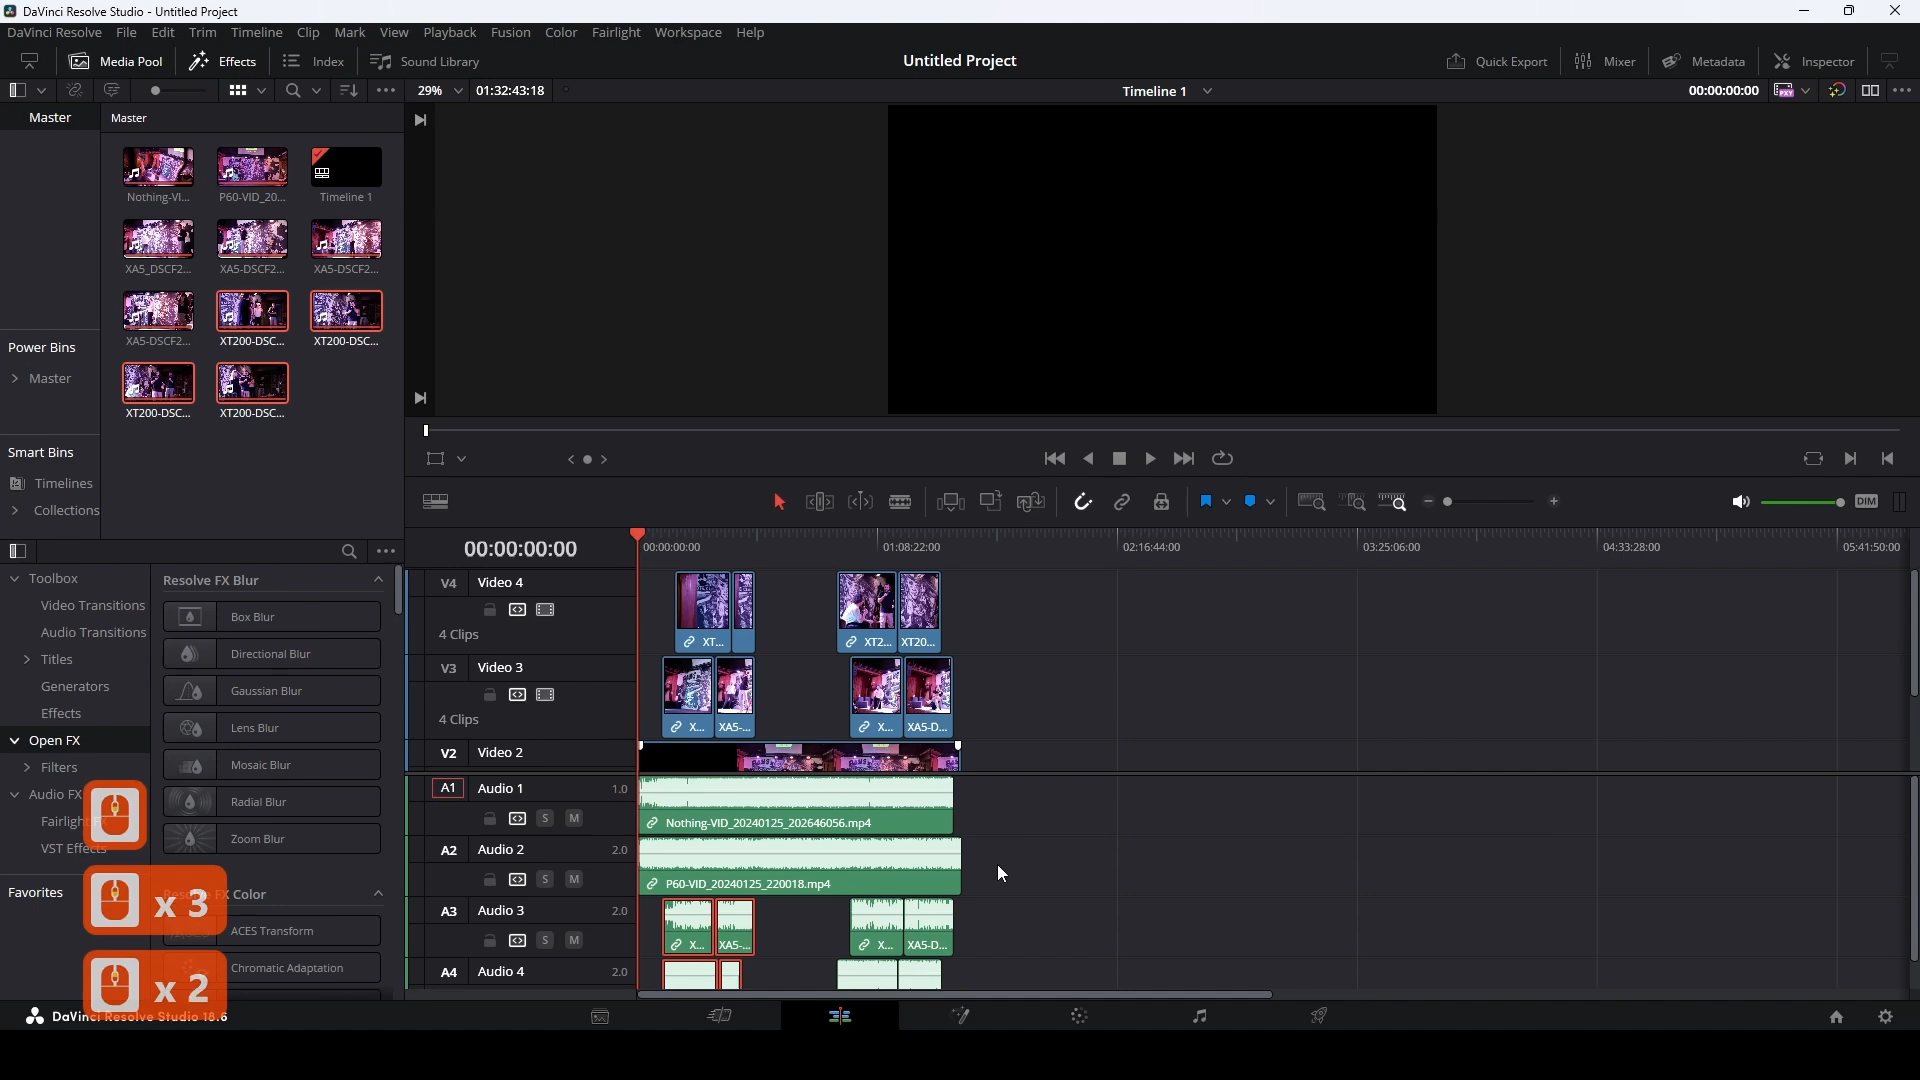 DaVinci Resolve Studio - Untitled Project
DaVinci Resolve File Edit Trim Timeline Clip Mark View Playback Fusion Color Fairlight Workspace Help
Media Pool Effects Index Sound Library
Untitled Project
Quick Export Mixer Metadata Inspector
29% 01:32:43:18
Timeline 1
00:00:00:00
PXY
Master
Master
Nothing-VI... P60-VID_20... Timeline 1
XA5_DSCF2... XA5-DSCF2... XA5-DSCF2...
XA5-DSCF2... XT200-DSC... XT200-DSC...
XT200-DSC... XT200-DSC...
Power Bins
Master
Smart Bins
Timelines
Collections
DIM
Toolbox
Video Transitions
Audio Transitions
Titles
Generators
Effects
Open FX
Filters
Audio FX
VST Effects
Favorites
Resolve FX Blur
Box Blur
Directional Blur
Gaussian Blur
Lens Blur
Mosaic Blur
Radial Blur
Zoom Blur
FX Color
ACES Transform
Chromatic Adaptation
x 3
x 2
00:00:00:00
00:00:00:00 01:08:22:00 02:16:44:00 03:25:06:00 04:33:28:00 05:41:50:00
V4 Video 4
4 Clips
XT... XT2... XT20...
V3 Video 3
4 Clips
X... XA5-... X... XA5-D...
V2 Video 2
A1 Audio 1 1.0
S M
Nothing-VID_20240125_202646056.mp4
A2 Audio 2 2.0
S M
P60-VID_20240125_220018.mp4
A3 Audio 3 2.0
S M
X... XA5-... X... XA5-D...
A4 Audio 4 2.0
DaVinci Resolve Studio 18.6